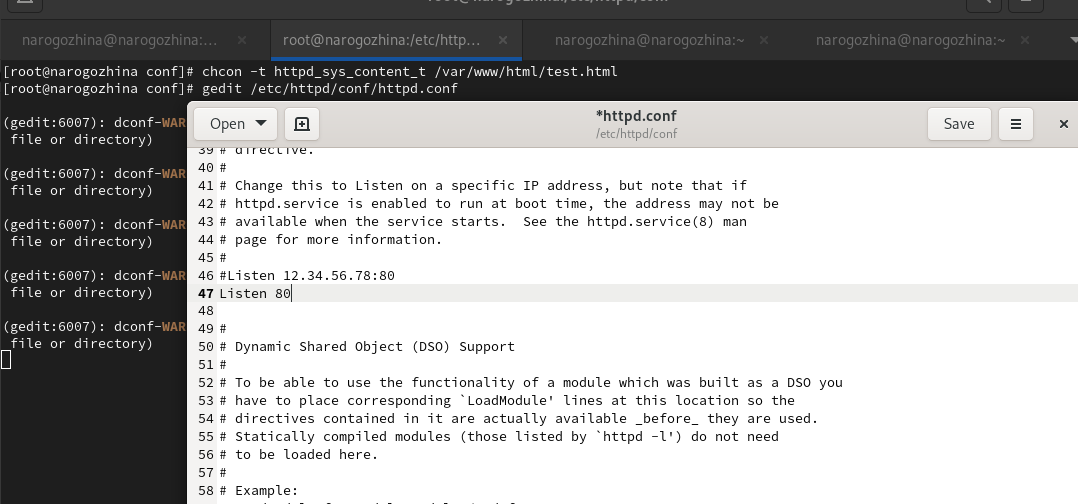 root@narogozhina:/etc/httpd/conf
narogozhina@narogozhina:... × root@narogozhina:/etc/http... × narogozhina@narogozhina:~ × narogozhina@narogozhina:~ ×
[root@narogozhina conf]# chcon -t httpd_sys_content_t /var/www/html/test.html
[root@narogozhina conf]# gedit /etc/httpd/conf/httpd.conf
(gedit:6007): dconf-WAR
file or directory)
(gedit:6007): dconf-WAR
file or directory)
(gedit:6007): dconf-WAR
file or directory)
(gedit:6007): dconf-WAR
file or directory)
(gedit:6007): dconf-WAR
file or directory)
Open
*httpd.conf
/etc/httpd/conf
Save
39 # directive.
40 #
41 # Change this to Listen on a specific IP address, but note that if
42 # httpd.service is enabled to run at boot time, the address may not be
43 # available when the service starts.  See the httpd.service(8) man
44 # page for more information.
45 #
46 #Listen 12.34.56.78:80
47 Listen 80
48
49 #
50 # Dynamic Shared Object (DSO) Support
51 #
52 # To be able to use the functionality of a module which was built as a DSO you
53 # have to place corresponding `LoadModule' lines at this location so the
54 # directives contained in it are actually available _before_ they are used.
55 # Statically compiled modules (those listed by `httpd -l') do not need
56 # to be loaded here.
57 #
58 # Example: